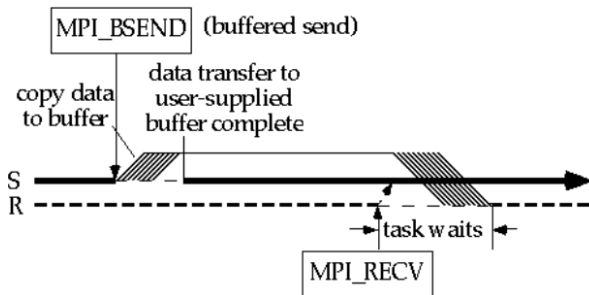 MPI_BSEND
(buffered send)
copy data
to buffer
data transfer to
user-supplied
buffer complete
S
R
task waits
MPI_RECV